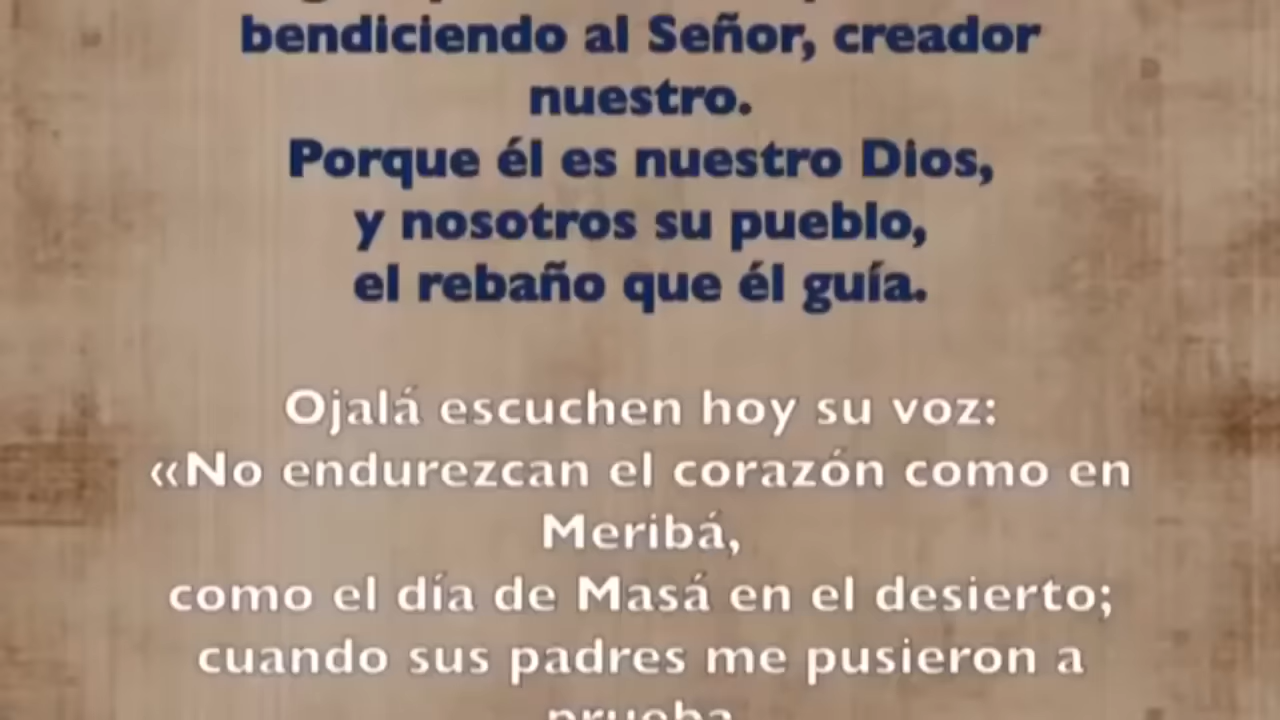 bendiciendo al Señor, creador
nuestro.
Porque él es nuestro Dios,
y nosotros su pueblo,
el rebaño que él guía.
Ojalá escuchen hoy su voz:
«No endurezcan el corazón como en
Meribá,
como el día de Masá en el desierto;
cuando sus padres me pusieron a
prueba